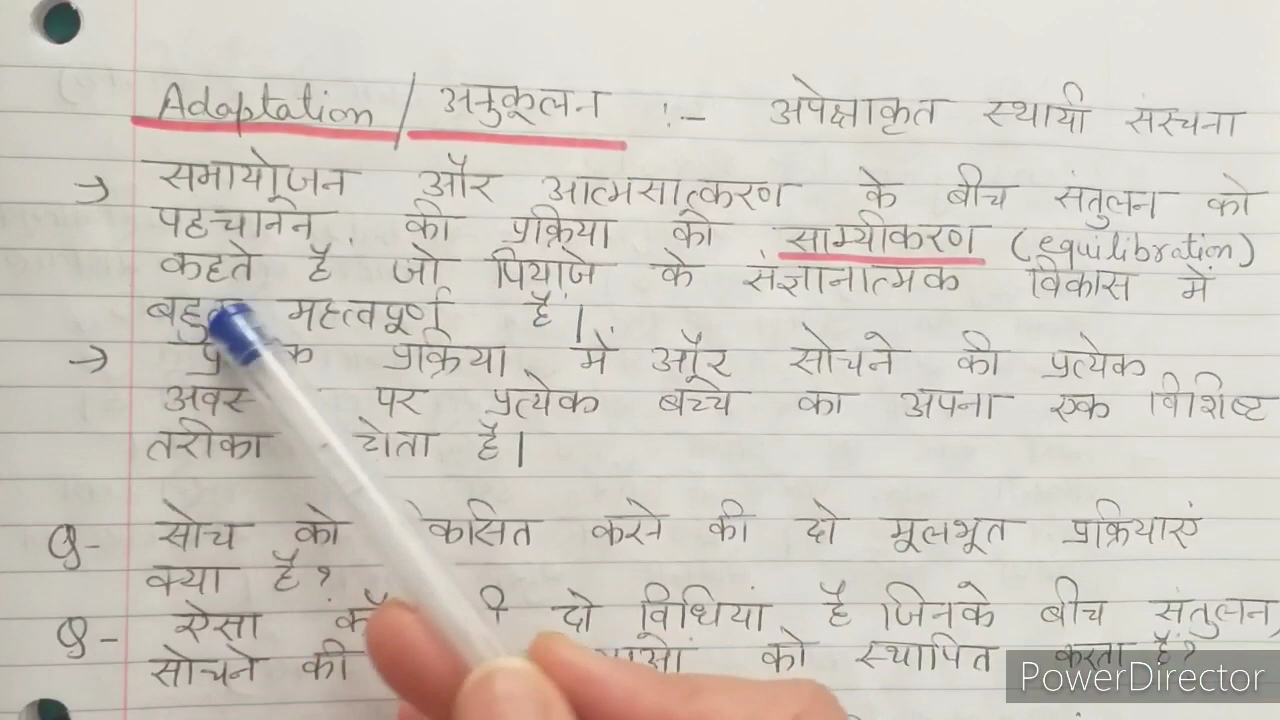 Adaptation / अनुकूलन :- अपेक्षाकृत स्थायी संरचना
→ समायोजन और आत्मसात्करण के बीच संतुलन को
पहचानने की प्रक्रिया को साम्यीकरण (equilibration)
कहते है जो पियाजे के संज्ञानात्मक विकास में
बहुत महत्वपूर्ण है।
→ प्रक्रिया में और सोचने की प्रत्येक
पर प्रत्येक बच्चे का अपना एक विशिष्ट
तरीका होता है।
Q- सोच को करने की दो मूलभूत प्रक्रियाएं
क्या है?
Q- ऐसा दो विधियां है जिनके बीच संतुलन,
सोचने की को स्थापित करता है?
PowerDirector